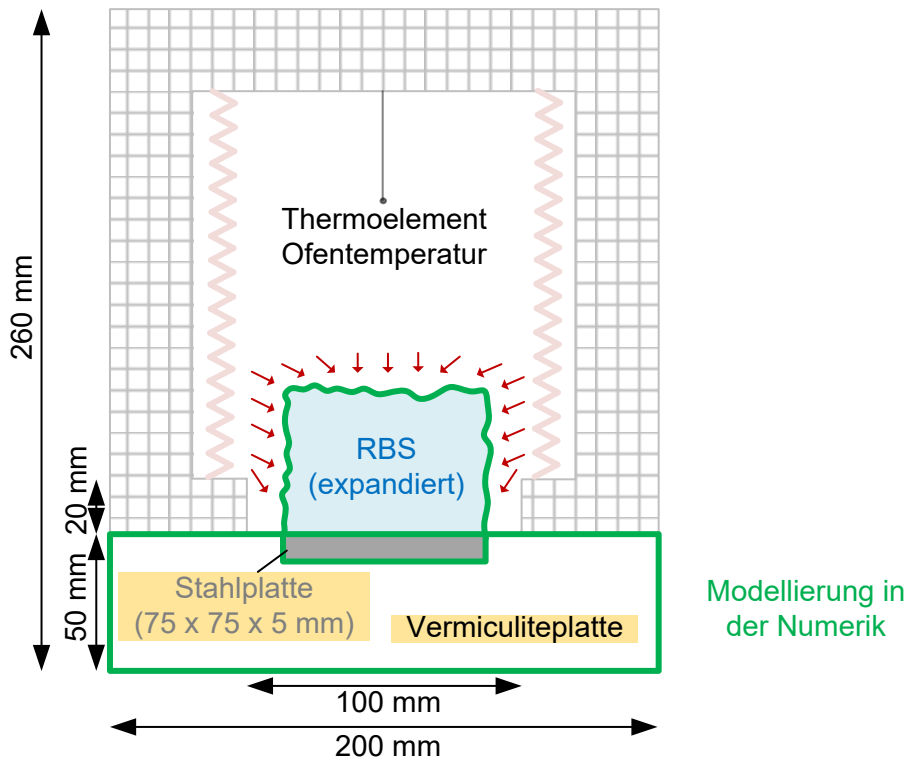 Thermoelement
Ofentemperatur
260 mm
RBS
(expandiert)
20 mm
50 mm
Stahlplatte
(75 x 75 x 5 mm)
Vermiculiteplatte
Modellierung in
der Numerik
100 mm
200 mm